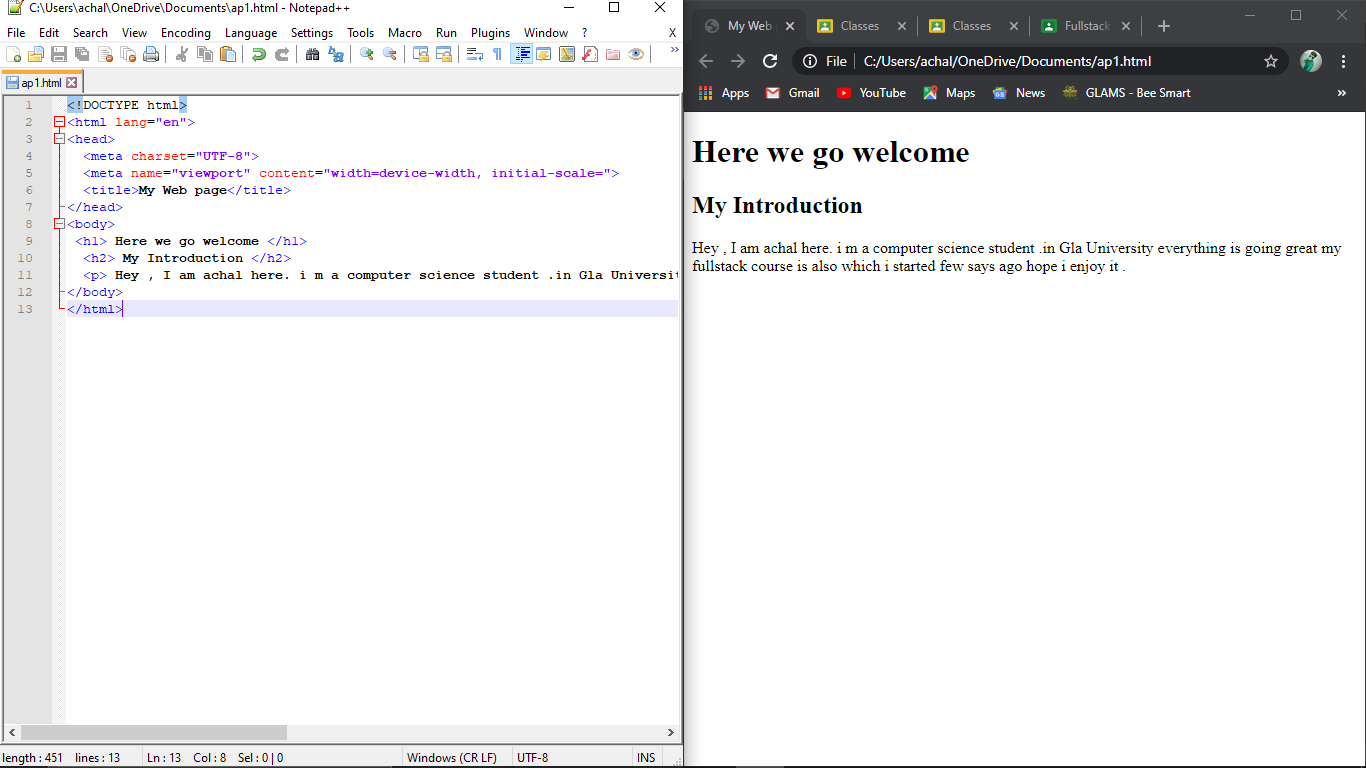 C:\Users\achal\OneDrive\Documents\ap1.html - Notepad++
File Edit Search View Encoding Language Settings Tools Macro Run Plugins Window ? X
»
ap1.html
1 <!DOCTYPE html>
2 <html lang="en">
3 <head>
4 <meta charset="UTF-8">
5 <meta name="viewport" content="width=device-width, initial-scale=">
6 <title>My Web page</title>
7 </head>
8 <body>
9 <h1> Here we go welcome </h1>
10 <h2> My Introduction </h2>
11 <p> Hey , I am achal here. i m a computer science student .in Gla Universit
12 </body>
13 </html>
length : 451 lines : 13 Ln : 13 Col : 8 Sel : 0 | 0 Windows (CR LF) UTF-8 INS
My Web Classes Classes Fullstack
File C:/Users/achal/OneDrive/Documents/ap1.html
Apps Gmail YouTube Maps News GLAMS - Bee Smart »
Here we go welcome
My Introduction
Hey , I am achal here. i m a computer science student .in Gla University everything is going great my
fullstack course is also which i started few says ago hope i enjoy it .